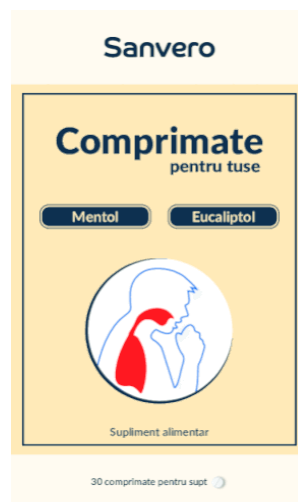 Sanvero
Comprimate
pentru tuse
Mentol
Eucaliptol
Supliment alimentar
30 comprimate pentru supt